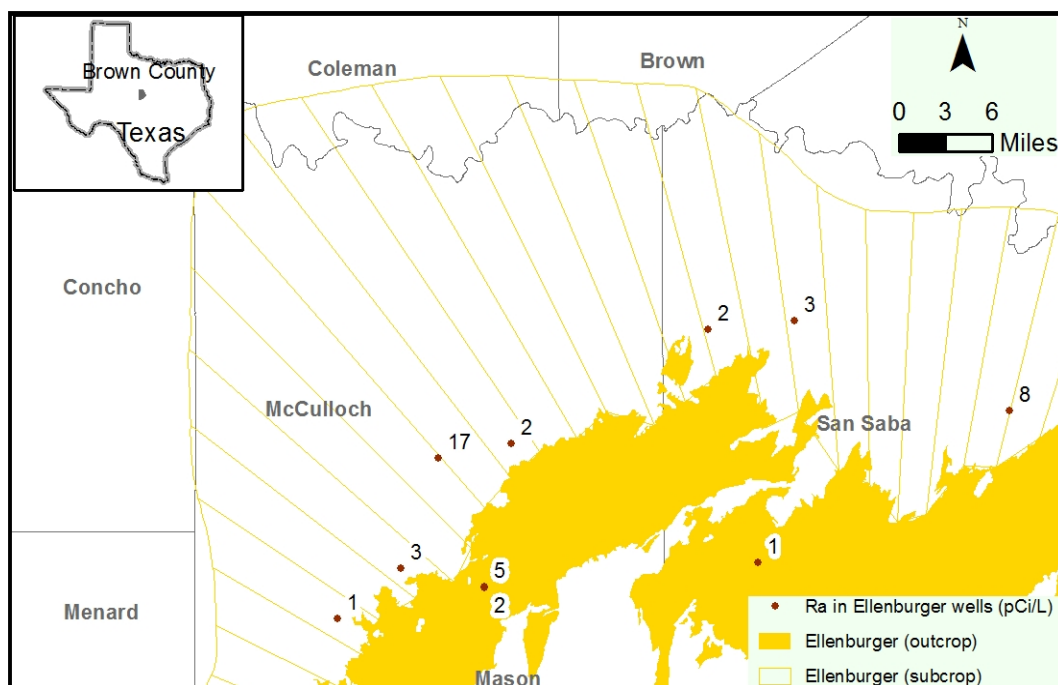 Brown County
Texas
Coleman
Brown
N
0 3 6
Miles
Concho
2
3
McCulloch
17
2
San Saba
8
3
5
2
1
1
Menard
Mason
Ra in Ellenburger wells (pCi/L)
Ellenburger (outcrop)
Ellenburger (subcrop)